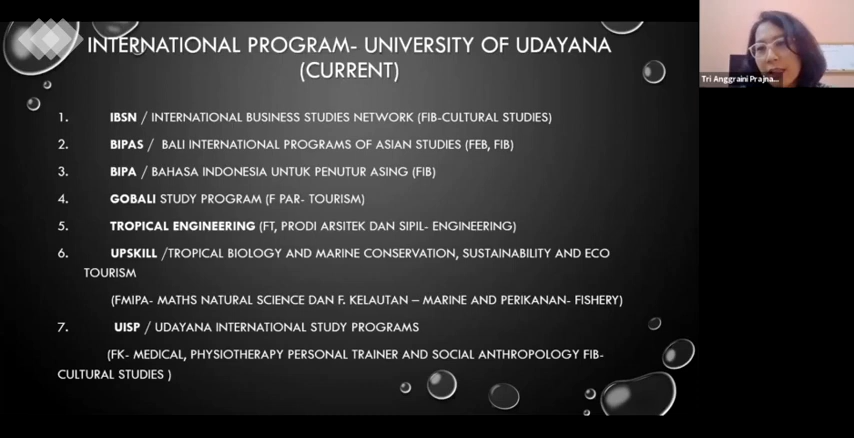 INTERNATIONAL PROGRAM- UNIVERSITY OF UDAYANA
(CURRENT)
Tri Anggraini Prajna...
1. IBSN / INTERNATIONAL BUSINESS STUDIES NETWORK (FIB-CULTURAL STUDIES)
2. BIPAS / BALI INTERNATIONAL PROGRAMS OF ASIAN STUDIES (FEB, FIB)
3. BIPA / BAHASA INDONESIA UNTUK PENUTUR ASING (FIB)
4. GOBALI STUDY PROGRAM (F PAR- TOURISM)
5. TROPICAL ENGINEERING (FT, PRODI ARSITEK DAN SIPIL- ENGINEERING)
6. UPSKILL /TROPICAL BIOLOGY AND MARINE CONSERVATION, SUSTAINABILITY AND ECO
TOURISM
(FMIPA- MATHS NATURAL SCIENCE DAN F. KELAUTAN – MARINE AND PERIKANAN- FISHERY)
7. UISP / UDAYANA INTERNATIONAL STUDY PROGRAMS
(FK- MEDICAL, PHYSIOTHERAPY PERSONAL TRAINER AND SOCIAL ANTHROPOLOGY FIB-
CULTURAL STUDIES )